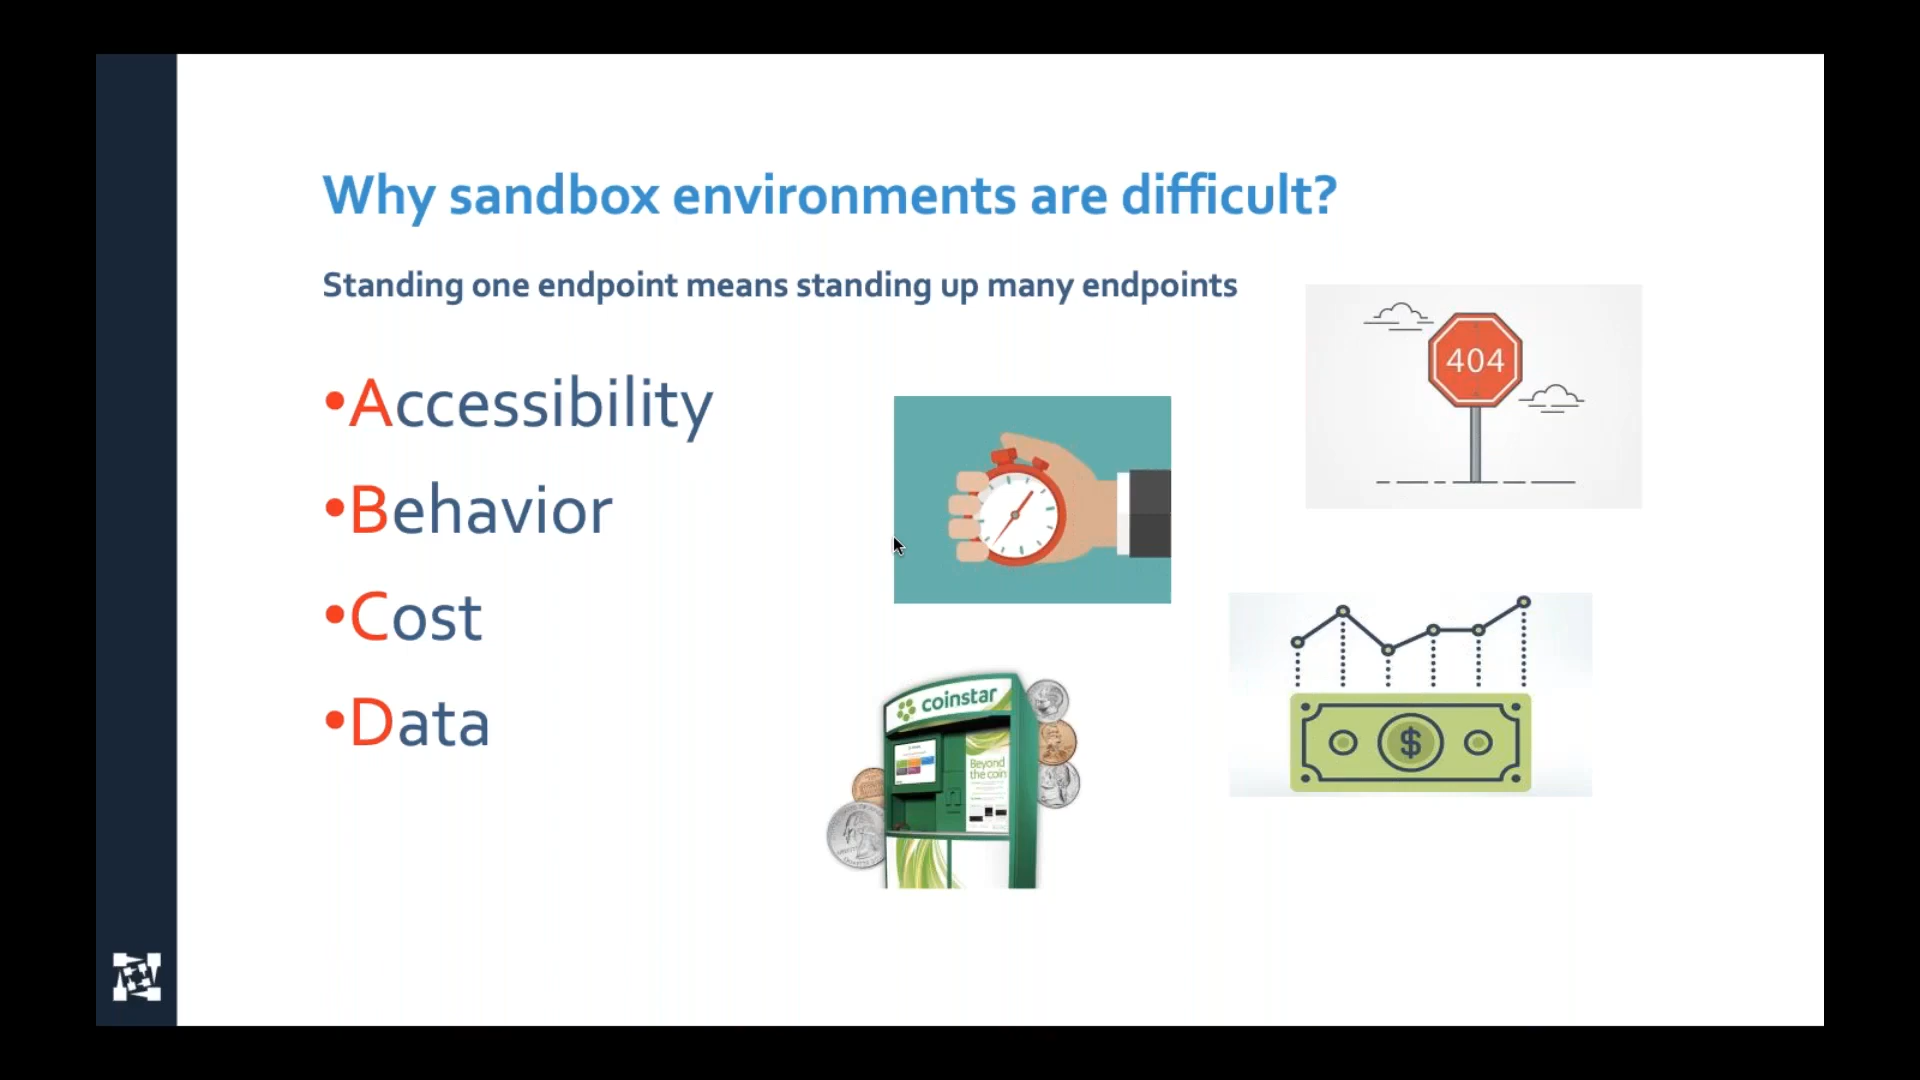 Why sandbox environments are difficult?
Standing one endpoint means standing up many endpoints
•Accessibility
•Behavior
•Cost
•Data
404
coinstar
Beyond
the coin
$